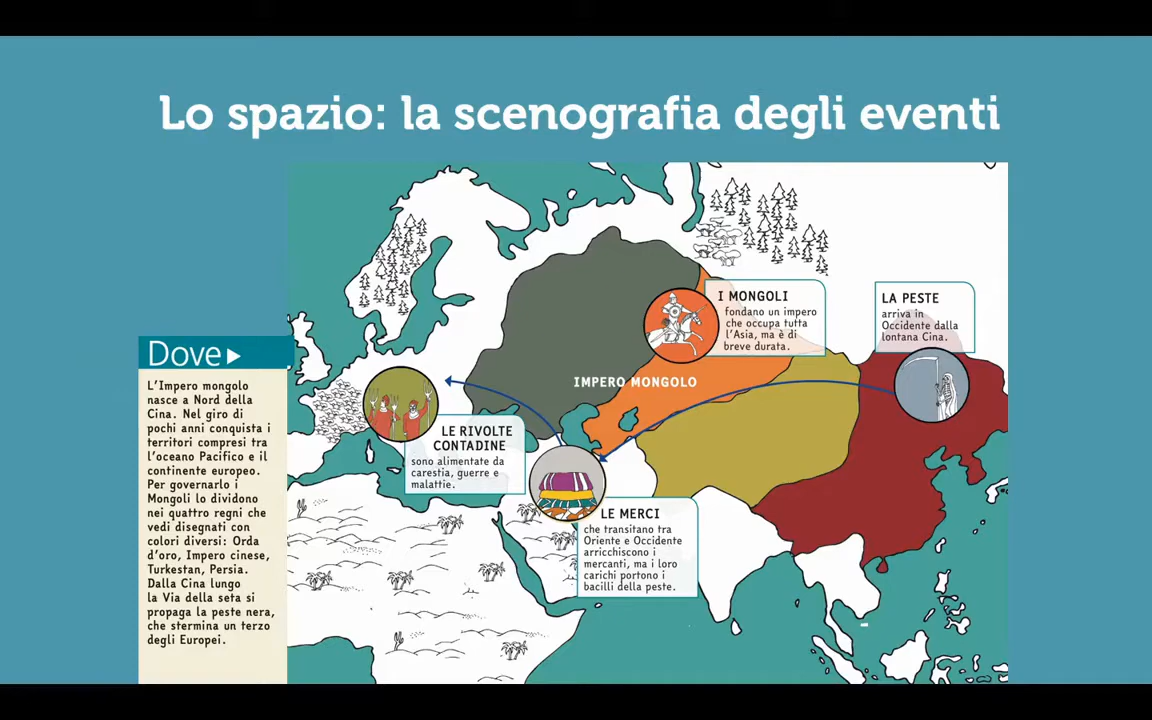 Lo spazio: la scenografia degli eventi
Dove
L'Impero mongolo
nasce a Nord della
Cina. Nel giro di
pochi anni conquista i
territori compresi tra
l'oceano Pacifico e il
continente europeo.
Per governarlo i
Mongoli lo dividono
nei quattro regni che
vedi disegnati con
colori diversi: Orda
d'oro, Impero cinese,
Turkestan, Persia.
Dalla Cina lungo
la Via della seta si
propaga la peste nera,
che stermina un terzo
degli Europei.
I MONGOLI
fondano un impero
che occupa tutta
l'Asia, ma è di
breve durata.
LA PESTE
arriva in
Occidente dalla
lontana Cina.
IMPERO MONGOLO
LE RIVOLTE
CONTADINE
sono alimentate da
carestia, guerre e
malattie.
LE MERCI
che transitano tra
Oriente e Occidente
arricchiscono i
mercanti, ma i loro
carichi portono i
bacilli della peste.